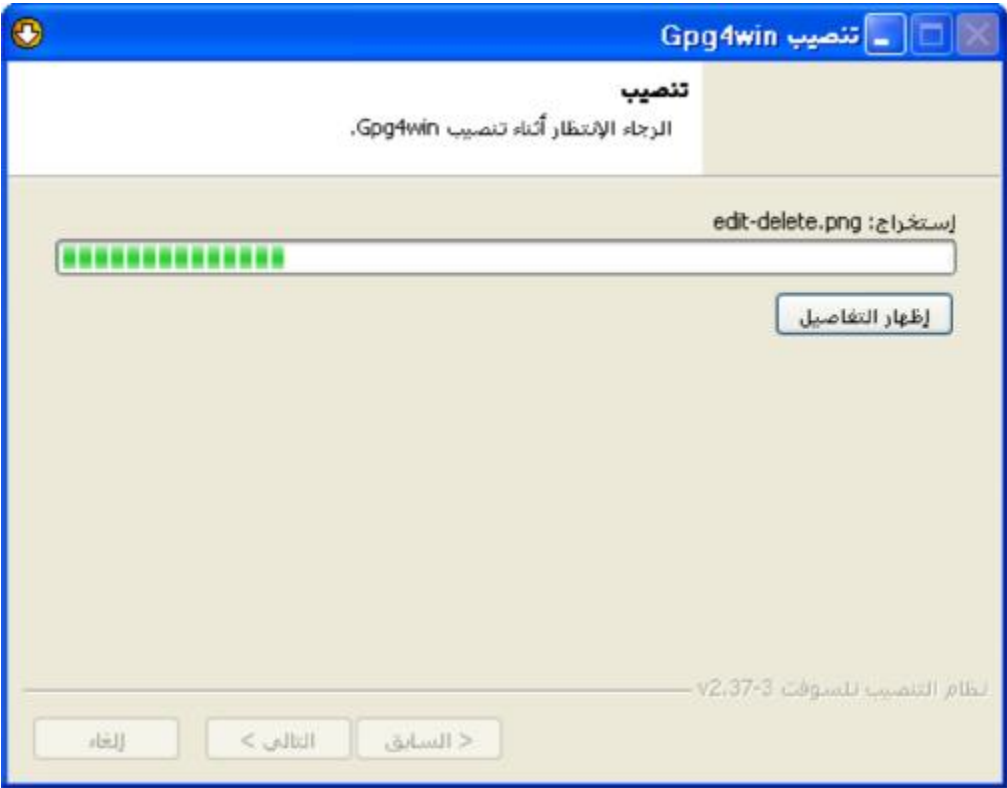 تنصيب Gpg4win
تنصيب
الرجاء الإنتظار أثناء تنصيب Gpg4win.
إستخراج: edit-delete.png
إظهار التفاصيل
نظام التنصيب للسوفت v2.37-3
< السابق
التالي >
إلغاء